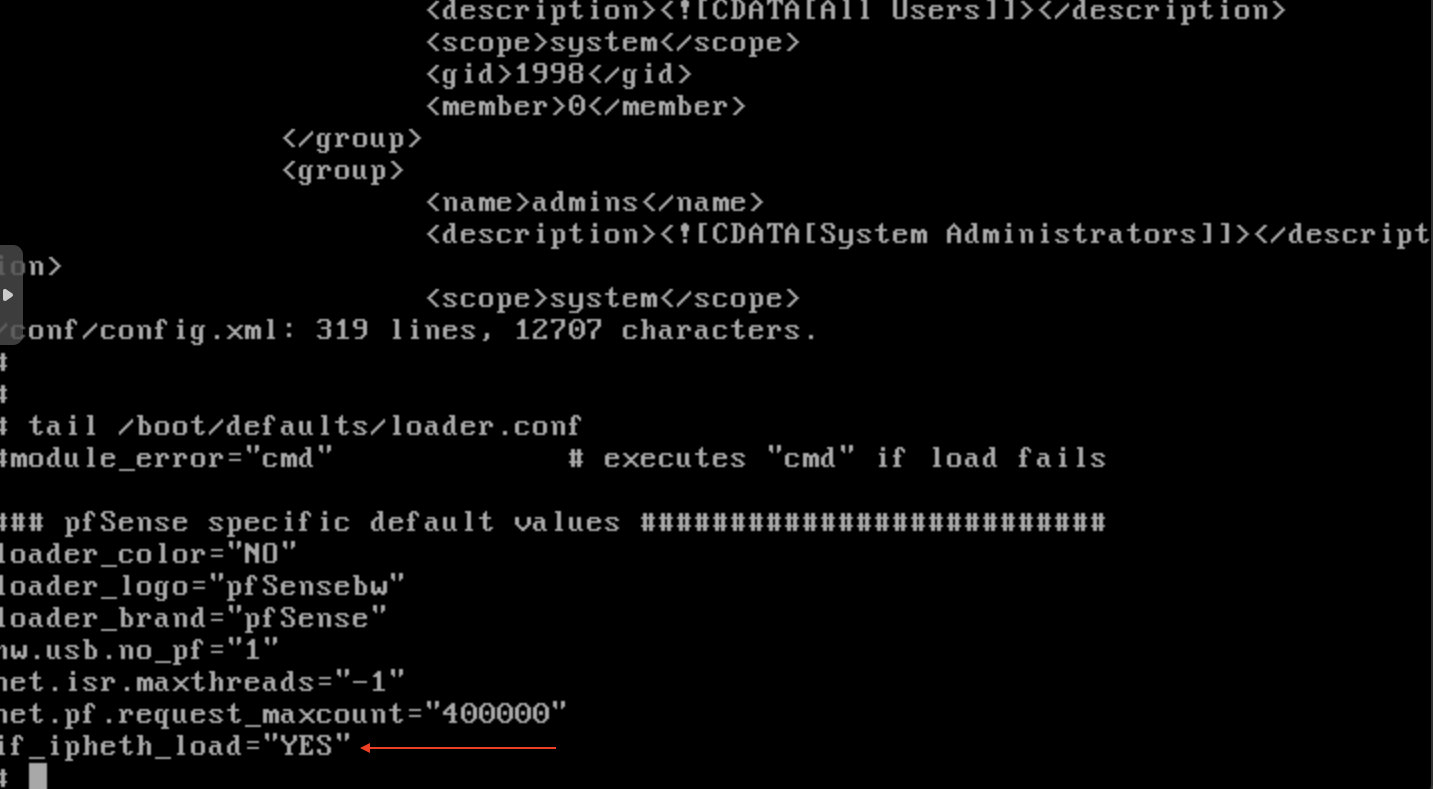 <description><![CDATA[All Users]]></description>
<scope>system</scope>
<gid>1998</gid>
<member>0</member>
</group>
<group>
<name>admins</name>
<description><![CDATA[System Administrators]]></descript
ion>
<scope>system</scope>
/conf/config.xml: 319 lines, 12707 characters.
#
#
# tail /boot/defaults/loader.conf
#module_error="cmd" # executes "cmd" if load fails
### pfSense specific default values ##########################
loader_color="NO"
loader_logo="pfSensebw"
loader_brand="pfSense"
hw.usb.no_pf="1"
net.isr.maxthreads="-1"
net.pf.request_maxcount="400000"
if_ipheth_load="YES"
#